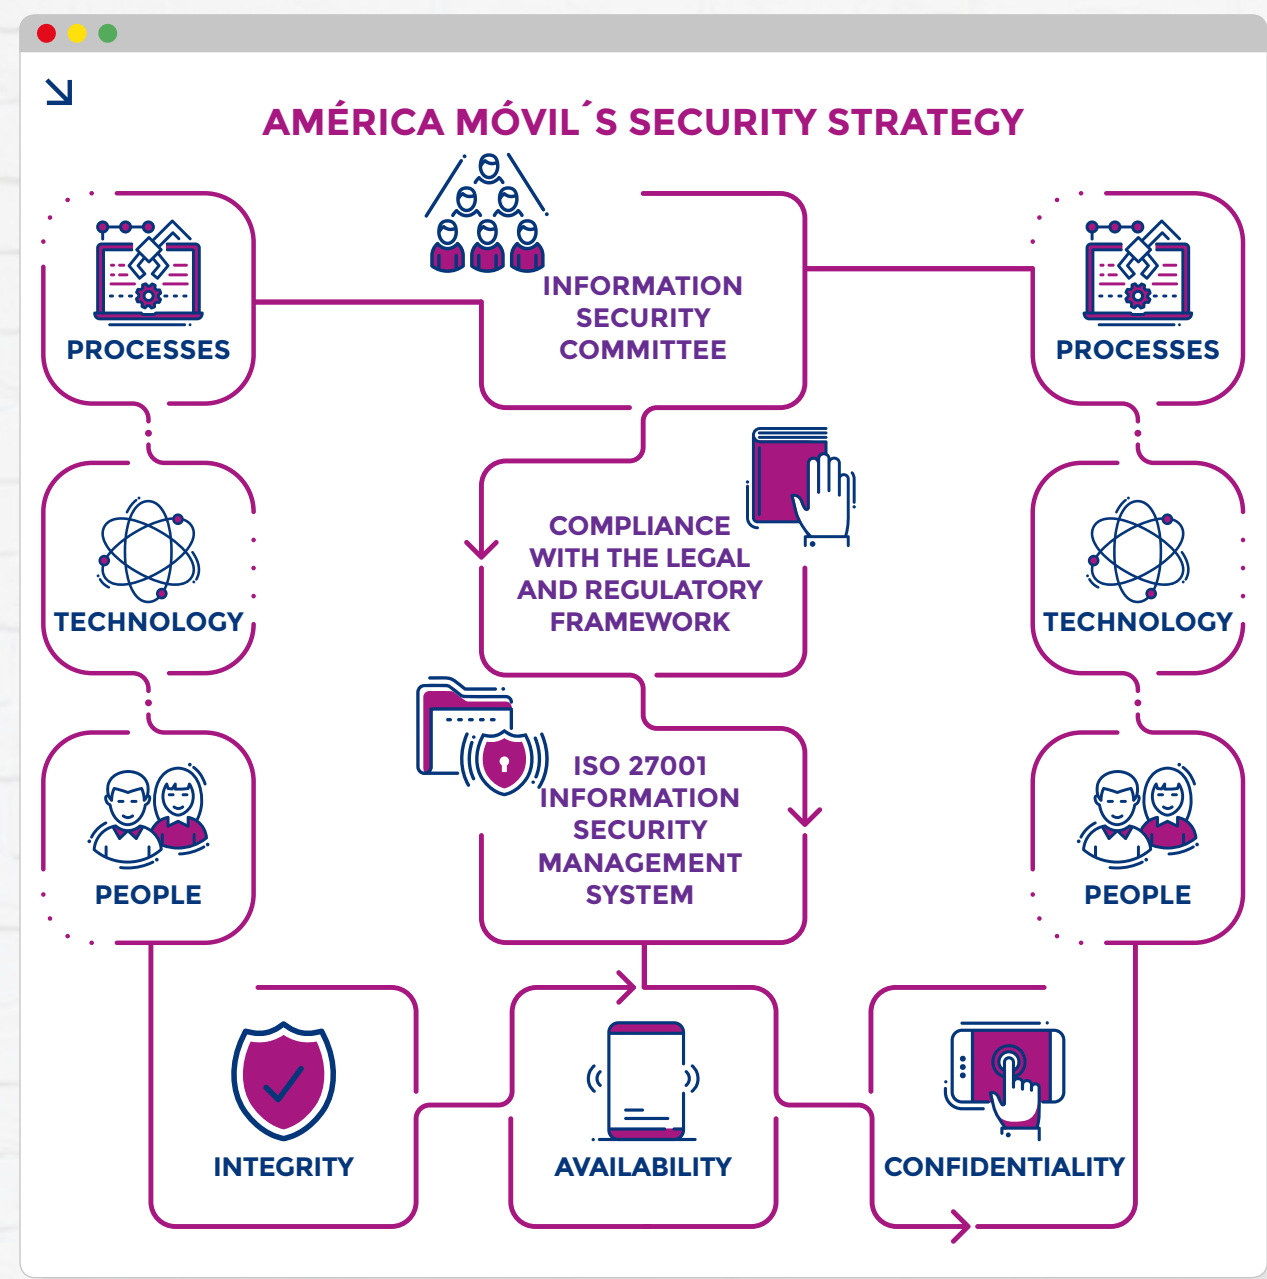 AMÉRICA MÓVIL´S SECURITY STRATEGY
PROCESSES
TECHNOLOGY
PEOPLE
INFORMATION
SECURITY
COMMITTEE
COMPLIANCE
WITH THE LEGAL
AND REGULATORY
FRAMEWORK
ISO 27001
INFORMATION
SECURITY
MANAGEMENT
SYSTEM
PROCESSES
TECHNOLOGY
PEOPLE
INTEGRITY
AVAILABILITY
CONFIDENTIALITY